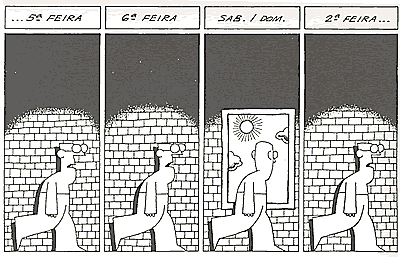 ...5ª FEIRA
6ª FEIRA
SAB. / DOM.
2ª FEIRA...